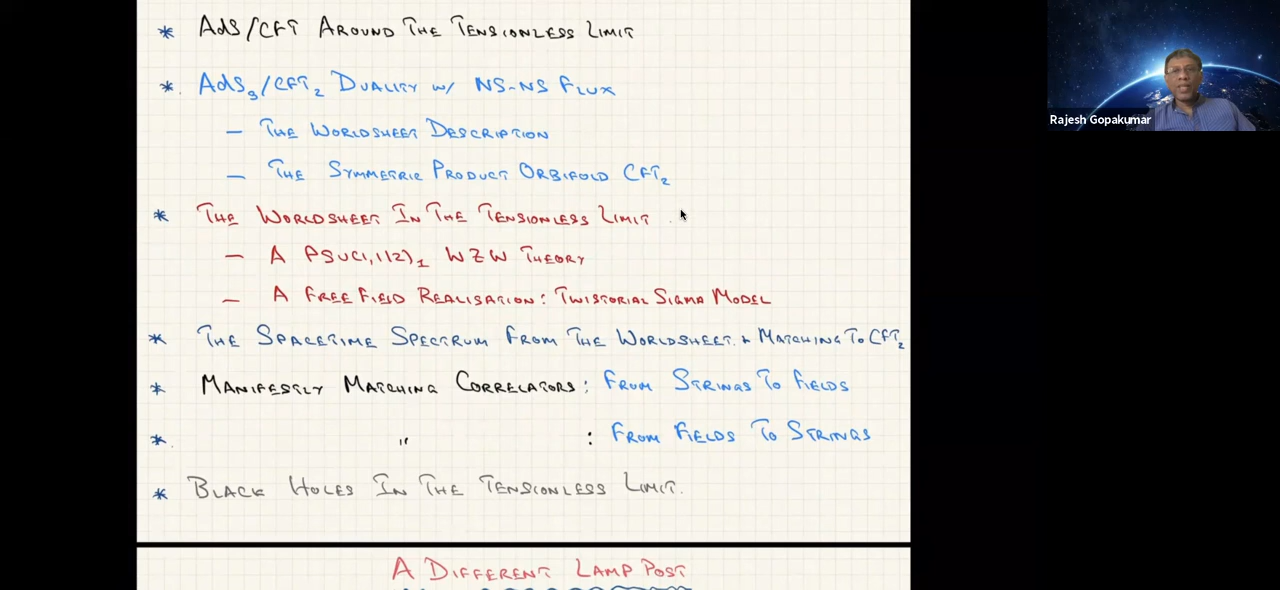 * AdS/CFT AROUND THE TENSIONLESS LIMIT
* AdS₃/CFT₂ DUALITY W/ NS-NS FLUX
— THE WORLDSHEET DESCRIPTION
— THE SYMMETRIC PRODUCT ORBIFOLD CFT₂
* THE WORLDSHEET IN THE TENSIONLESS LIMIT
— A PSU(1,1|2)₁ WZW THEORY
— A FREE FIELD REALISATION: TWISTORIAL SIGMA MODEL
* THE SPACETIME SPECTRUM FROM THE WORLDSHEET + MATCHING TO CFT₂
* MANIFESTLY MATCHING CORRELATORS: FROM STRINGS TO FIELDS
* " : FROM FIELDS TO STRINGS
* BLACK HOLES IN THE TENSIONLESS LIMIT.
A DIFFERENT LAMP POST
Rajesh Gopakumar